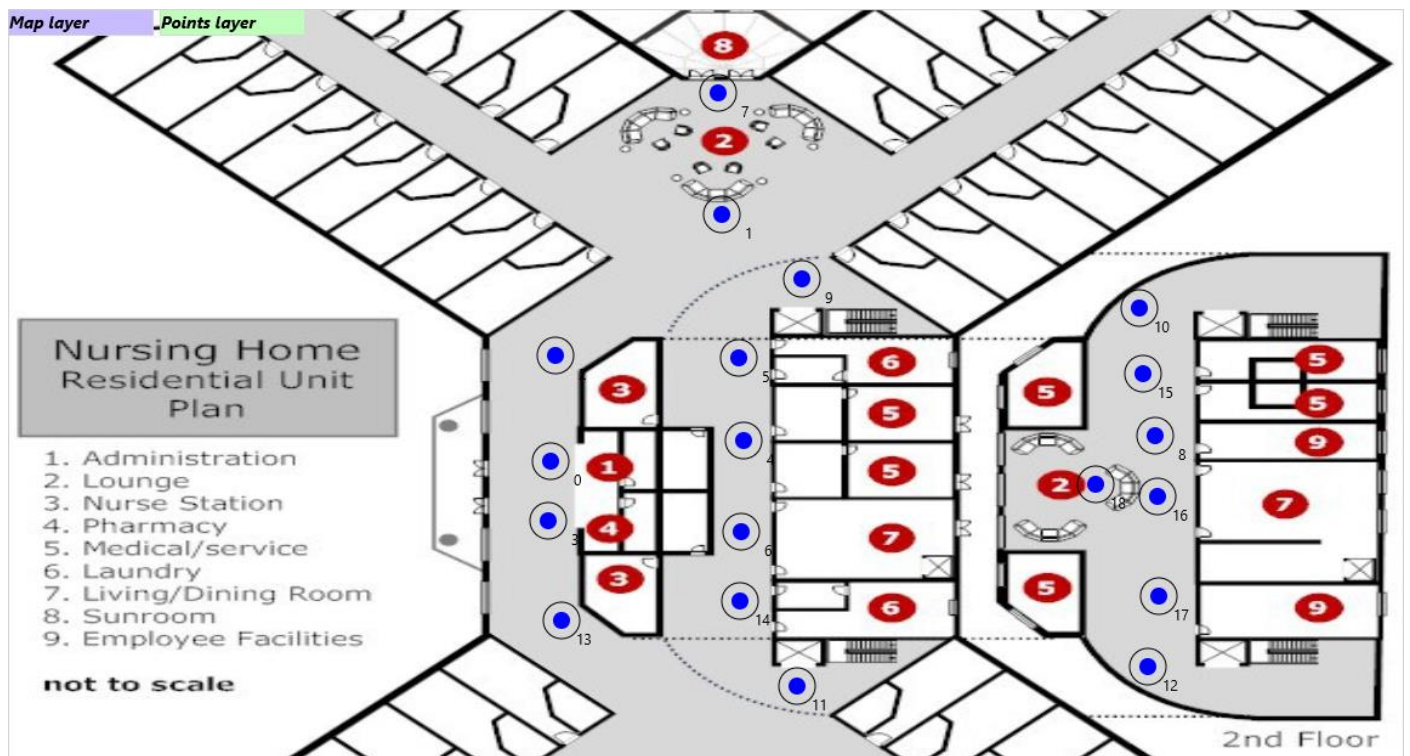 Map layer
Points layer
8
7
2
1
9
10
Nursing Home
Residential Unit
Plan
5
6
5
15
3
5
5
5
4
8
9
1. Administration
2. Lounge
3. Nurse Station
4. Pharmacy
5. Medical/service
6. Laundry
7. Living/Dining Room
8. Sunroom
9. Employee Facilities
1
0
5
2
18
16
7
4
3
6
7
3
5
17
14
6
9
13
12
11
not to scale
2nd Floor